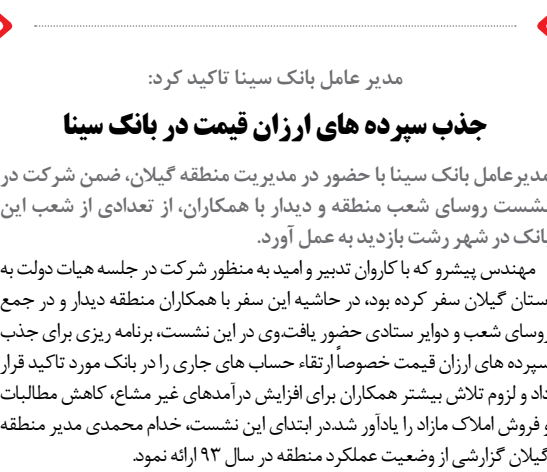 مدیر عامل بانک سینا تاکید کرد:
جذب سپرده های ارزان قیمت در بانک سینا
مدیرعامل بانک سینا با حضور در مدیریت منطقه گیلان، ضمن شرکت در
نشست روسای شعب منطقه و دیدار با همکاران، از تعدادی از شعب این
بانک در شهر رشت بازدید به عمل آورد.
مهندس پیشرو که با کاروان تدبیر و امید به منظور شرکت در جلسه هیات دولت به
استان گیلان سفر کرده بود، در حاشیه این سفر با همکاران منطقه دیدار و در جمع
روسای شعب و دوایر ستادی حضور یافت.وی در این نشست، برنامه ریزی برای جذب
سپرده های ارزان قیمت خصوصاً ارتقاء حساب های جاری را در بانک مورد تاکید قرار
داد و لزوم تلاش بیشتر همکاران برای افزایش درآمدهای غیر مشاع، کاهش مطالبات
و فروش املاک مازاد را یادآور شد.در ابتدای این نشست، خدام محمدی مدیر منطقه
گیلان گزارشی از وضعیت عملکرد منطقه در سال ۹۳ ارائه نمود.